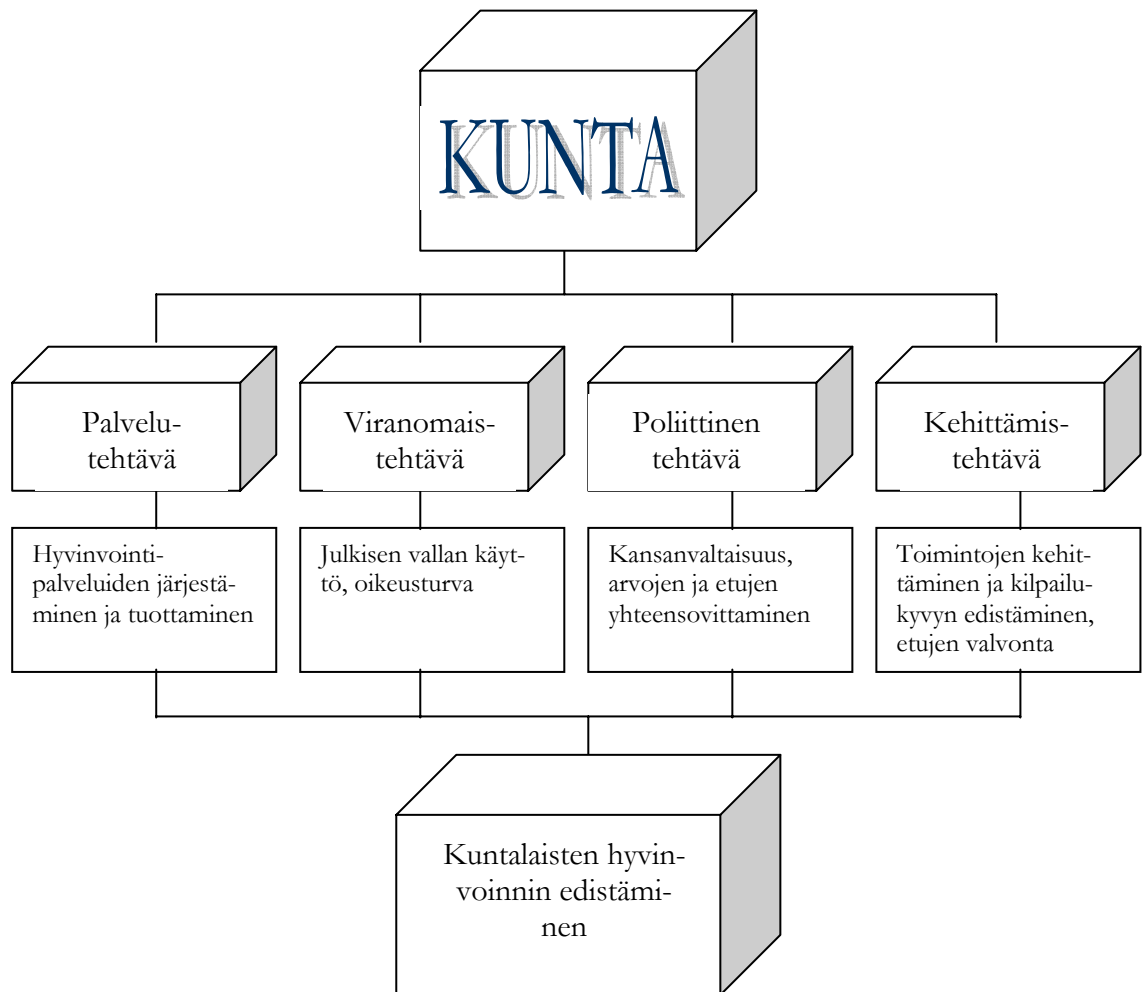 KUNTA
Palvelu-
tehtävä
Viranomais-
tehtävä
Poliittinen
tehtävä
Kehittämis-
tehtävä
Hyvinvointi-
palveluiden järjestä-
minen ja tuottaminen
Julkisen vallan käyt-
tö, oikeusturva
Kansanvaltaisuus,
arvojen ja etujen
yhteensovittaminen
Toimintojen kehit-
täminen ja kilpailu-
kyvyn edistäminen,
etujen valvonta
Kuntalaisten hyvin-
voinnin edistämi-
nen